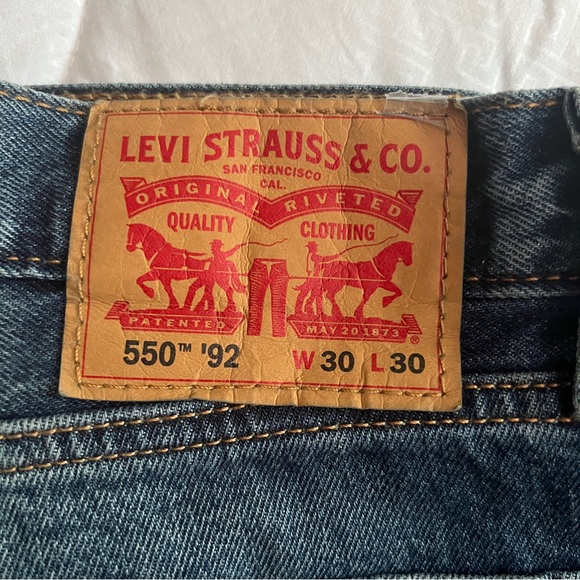 LEVI STRAUSS & CO.
SAN FRANCISCO
CAL.
ORIGINAL RIVETED
QUALITY CLOTHING
PATENTED MAY 20 1873
®
550™ '92 W 30 L 30